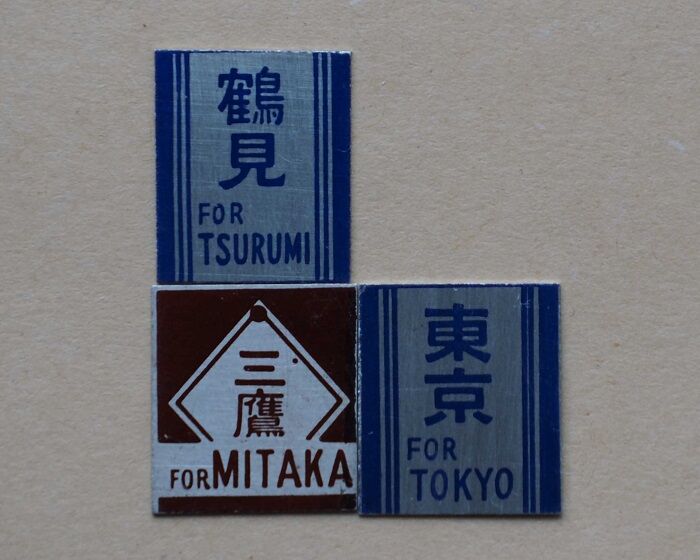 鶴見
FOR
TSURUMI
三鷹
FOR MITAKA
東京
FOR
TOKYO